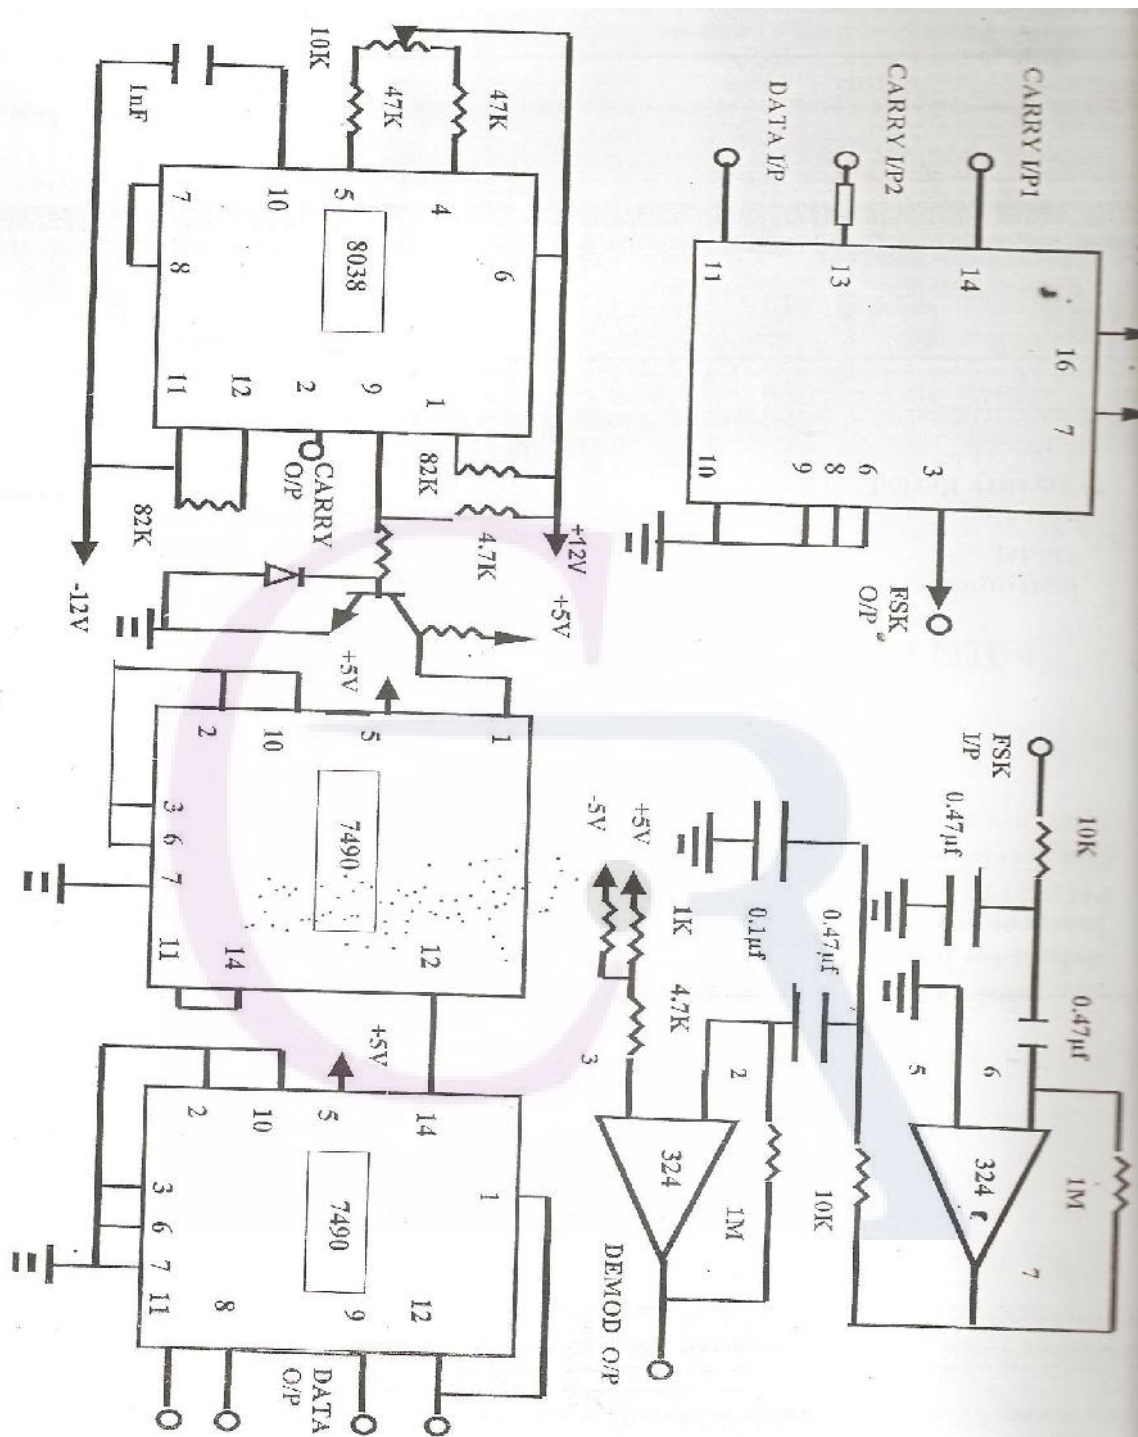 CARRY I/P1
CARRY I/P2
DATA I/P
14
13
11
16
7
10
9
8
6
3
FSK
O/P
10K
47K
47K
1nF
7
10
5
4
8
8038
6
11
12
2
9
1
CARRY
O/P
82K
82K
4.7K
+12V
-12V
+5V
+5V
2
10
5
1
3
6
7
7490
11
14
12
+5V
2
10
5
14
3
6
7
7490
1
11
8
9
12
DATA
O/P
FSK
I/P
10K
0.47µf
0.47µf
5
6
324
1M
7
10K
0.47µf
0.1µf
+5V
-5V
1K
4.7K
3
2
324
1M
DEMOD O/P